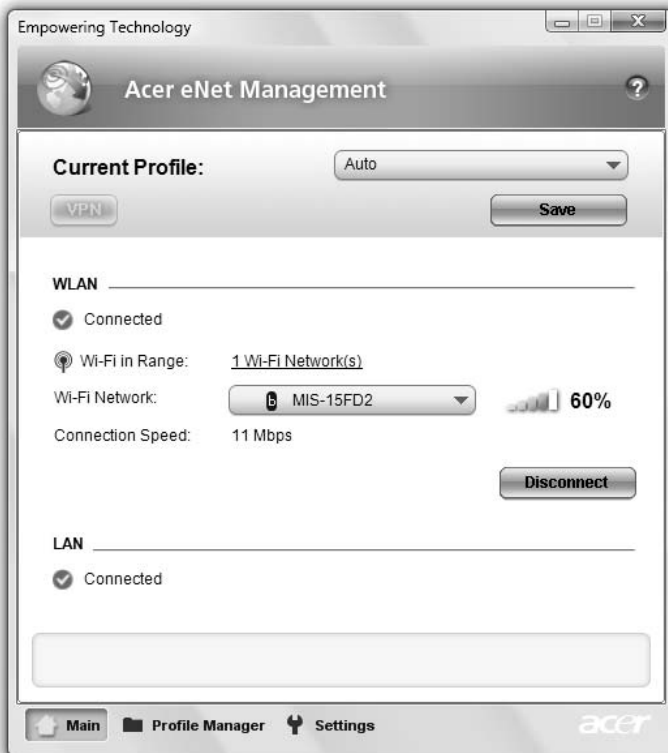 Empowering Technology
Acer eNet Management
?
Current Profile:
Auto
VPN
Save
WLAN
Connected
Wi-Fi in Range: 1 Wi-Fi Network(s)
Wi-Fi Network: b MIS-15FD2 60%
Connection Speed: 11 Mbps
Disconnect
LAN
Connected
Main Profile Manager Settings acer